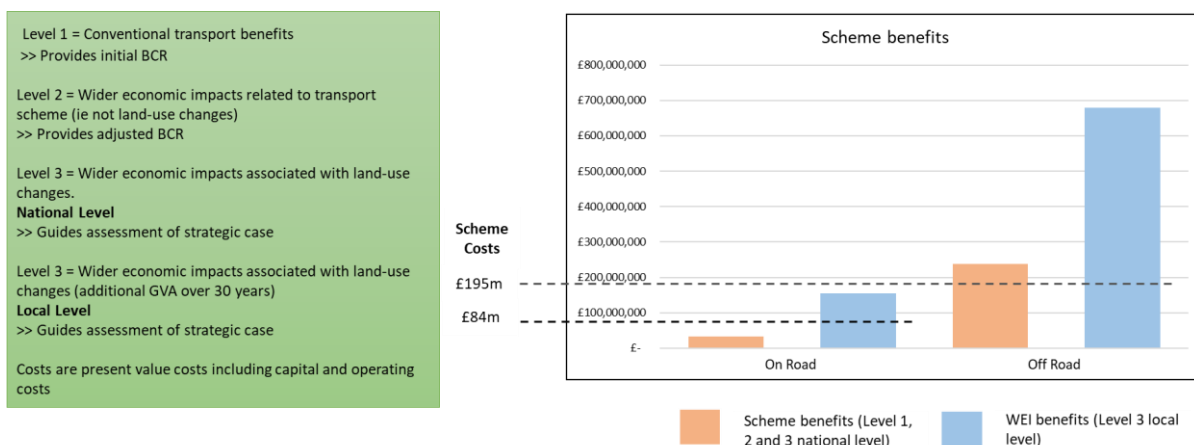 Level 1 = Conventional transport benefits
>> Provides initial BCR
Level 2 = Wider economic impacts related to transport
scheme (ie not land-use changes)
>> Provides adjusted BCR
Level 3 = Wider economic impacts associated with land-use
changes.
National Level
>> Guides assessment of strategic case
Level 3 = Wider economic impacts associated with land-use
changes (additional GVA over 30 years)
Local Level
>> Guides assessment of strategic case
Costs are present value costs including capital and operating
costs
Scheme
Costs
£195m
£84m
Scheme benefits
£800,000,000
£700,000,000
£600,000,000
£500,000,000
£400,000,000
£300,000,000
£200,000,000
£100,000,000
£-
On Road
Off Road
Scheme benefits (Level 1,
2 and 3 national level)
WEI benefits (Level 3 local
level)